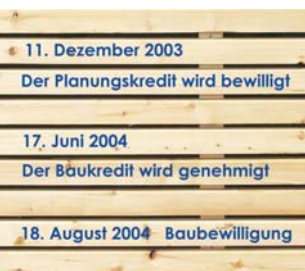 11. Dezember 2003
Der Planungskredit wird bewilligt
17. Juni 2004
Der Baukredit wird genehmigt
18. August 2004 Baubewilligung